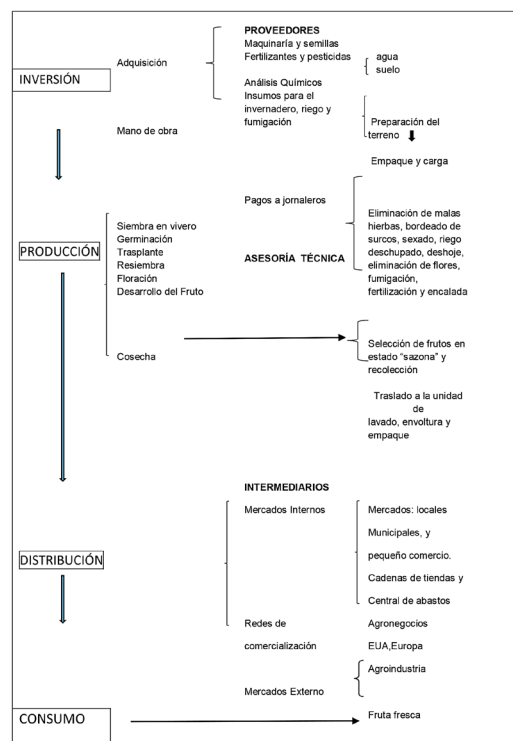 PROVEEDORES
Maquinaría y semillas
Adquisición
Fertilizantes y pesticidas
agua
suelo
INVERSIÓN
Análisis Químicos
Insumos para el
invernadero, riego y
fumigación
Mano de obra
Preparación del
terreno
Empaque y carga
Pagos a jornaleros
PRODUCCIÓN
Siembra en vivero
Germinación
Trasplante
Resiembra
Floración
Desarrollo del Fruto
ASESORÍA TÉCNICA
Eliminación de malas
hierbas, bordeado de
surcos, sexado, riego
deschupado, deshoje,
eliminación de flores,
fumigación,
fertilización y encalada
Cosecha
Selección de frutos en
estado “sazona” y
recolección
Traslado a la unidad
de
lavado, envoltura y
empaque
INTERMEDIARIOS
Mercados Internos
Mercados: locales
Municipales, y
pequeño comercio.
Cadenas de tiendas y
Central de abastos
DISTRIBUCIÓN
Redes de
comercialización
Agronegocios
EUA,Europa
Agroindustria
Mercados Externo
CONSUMO
Fruta fresca